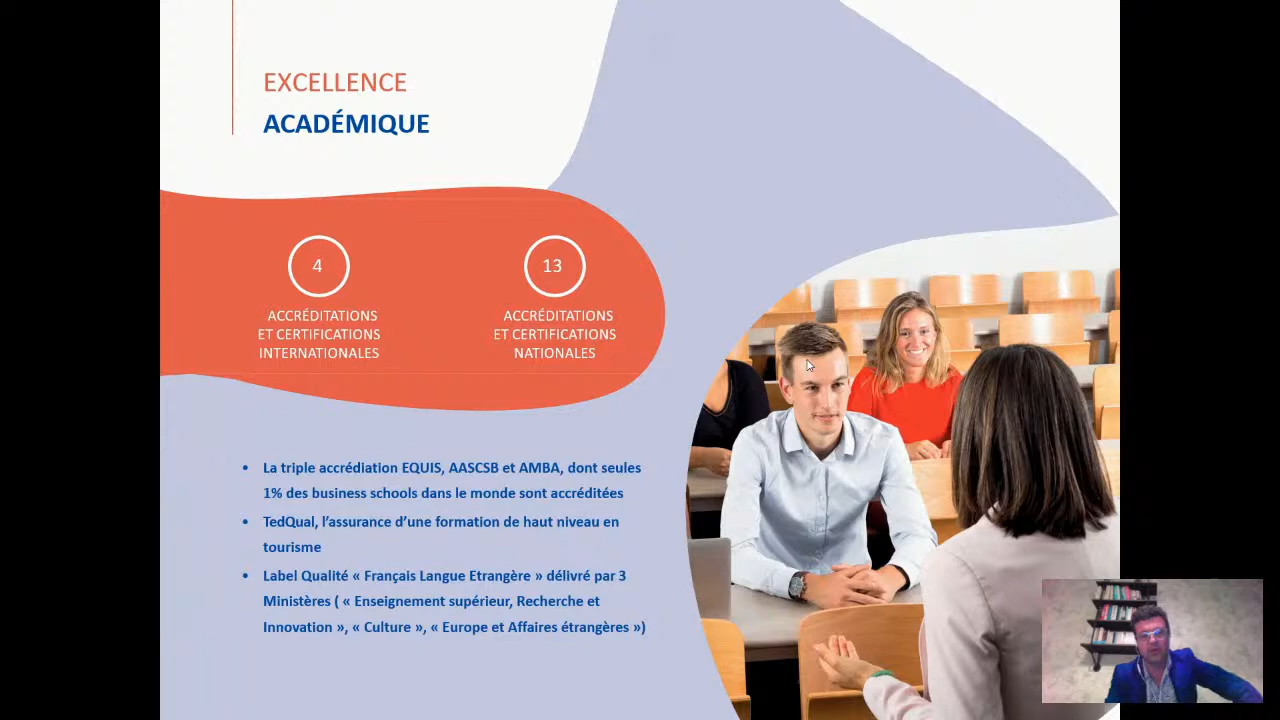 EXCELLENCE
ACADÉMIQUE
4
ACCRÉDITATIONS
ET CERTIFICATIONS
INTERNATIONALES
13
ACCRÉDITATIONS
ET CERTIFICATIONS
NATIONALES
• La triple accrédiation EQUIS, AASCSB et AMBA, dont seules
1% des business schools dans le monde sont accréditées
• TedQual, l'assurance d'une formation de haut niveau en
tourisme
• Label Qualité « Français Langue Etrangère » délivré par 3
Ministères ( « Enseignement supérieur, Recherche et
Innovation », « Culture », « Europe et Affaires étrangères »)